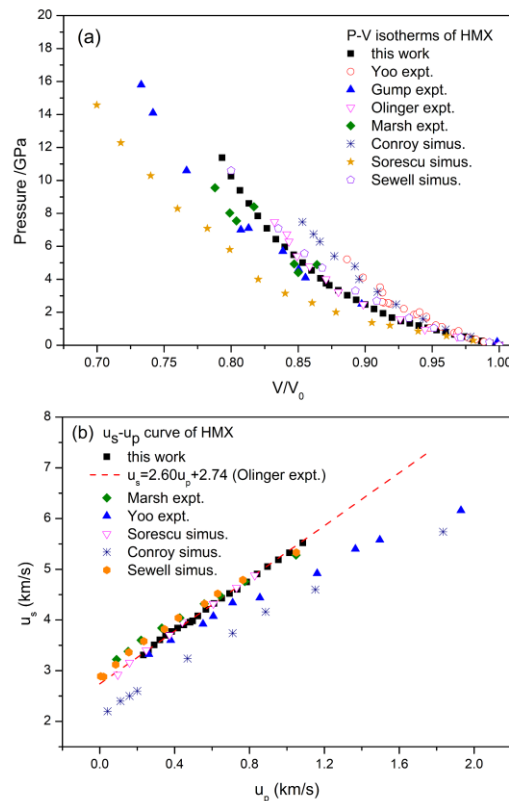 (a)
P-V isotherms of HMX
this work
Yoo expt.
Gump expt.
Olinger expt.
Marsh expt.
Conroy simus.
Sorescu simus.
Sewell simus.
Pressure /GPa
20
18
16
14
12
10
8
6
4
2
0
0.70 0.75 0.80 0.85 0.90 0.95 1.00
V/V₀
(b) uₛ-uₚ curve of HMX
this work
uₛ=2.60uₚ+2.74 (Olinger expt.)
Marsh expt.
Yoo expt.
Sorescu simus.
Conroy simus.
Sewell simus.
uₛ (km/s)
8
7
6
5
4
3
2
1
0.0 0.4 0.8 1.2 1.6 2.0
uₚ (km/s)